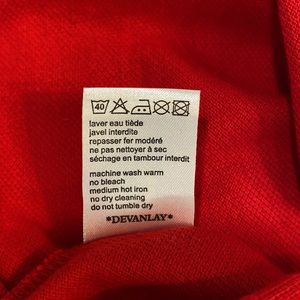 40
laver eau tiède
javel interdite
repasser fer modéré
ne pas nettoyer à sec
séchage en tambour interdit
machine wash warm
no bleach
medium hot iron
no dry cleaning
do not tumble dry
*DEVANLAY*